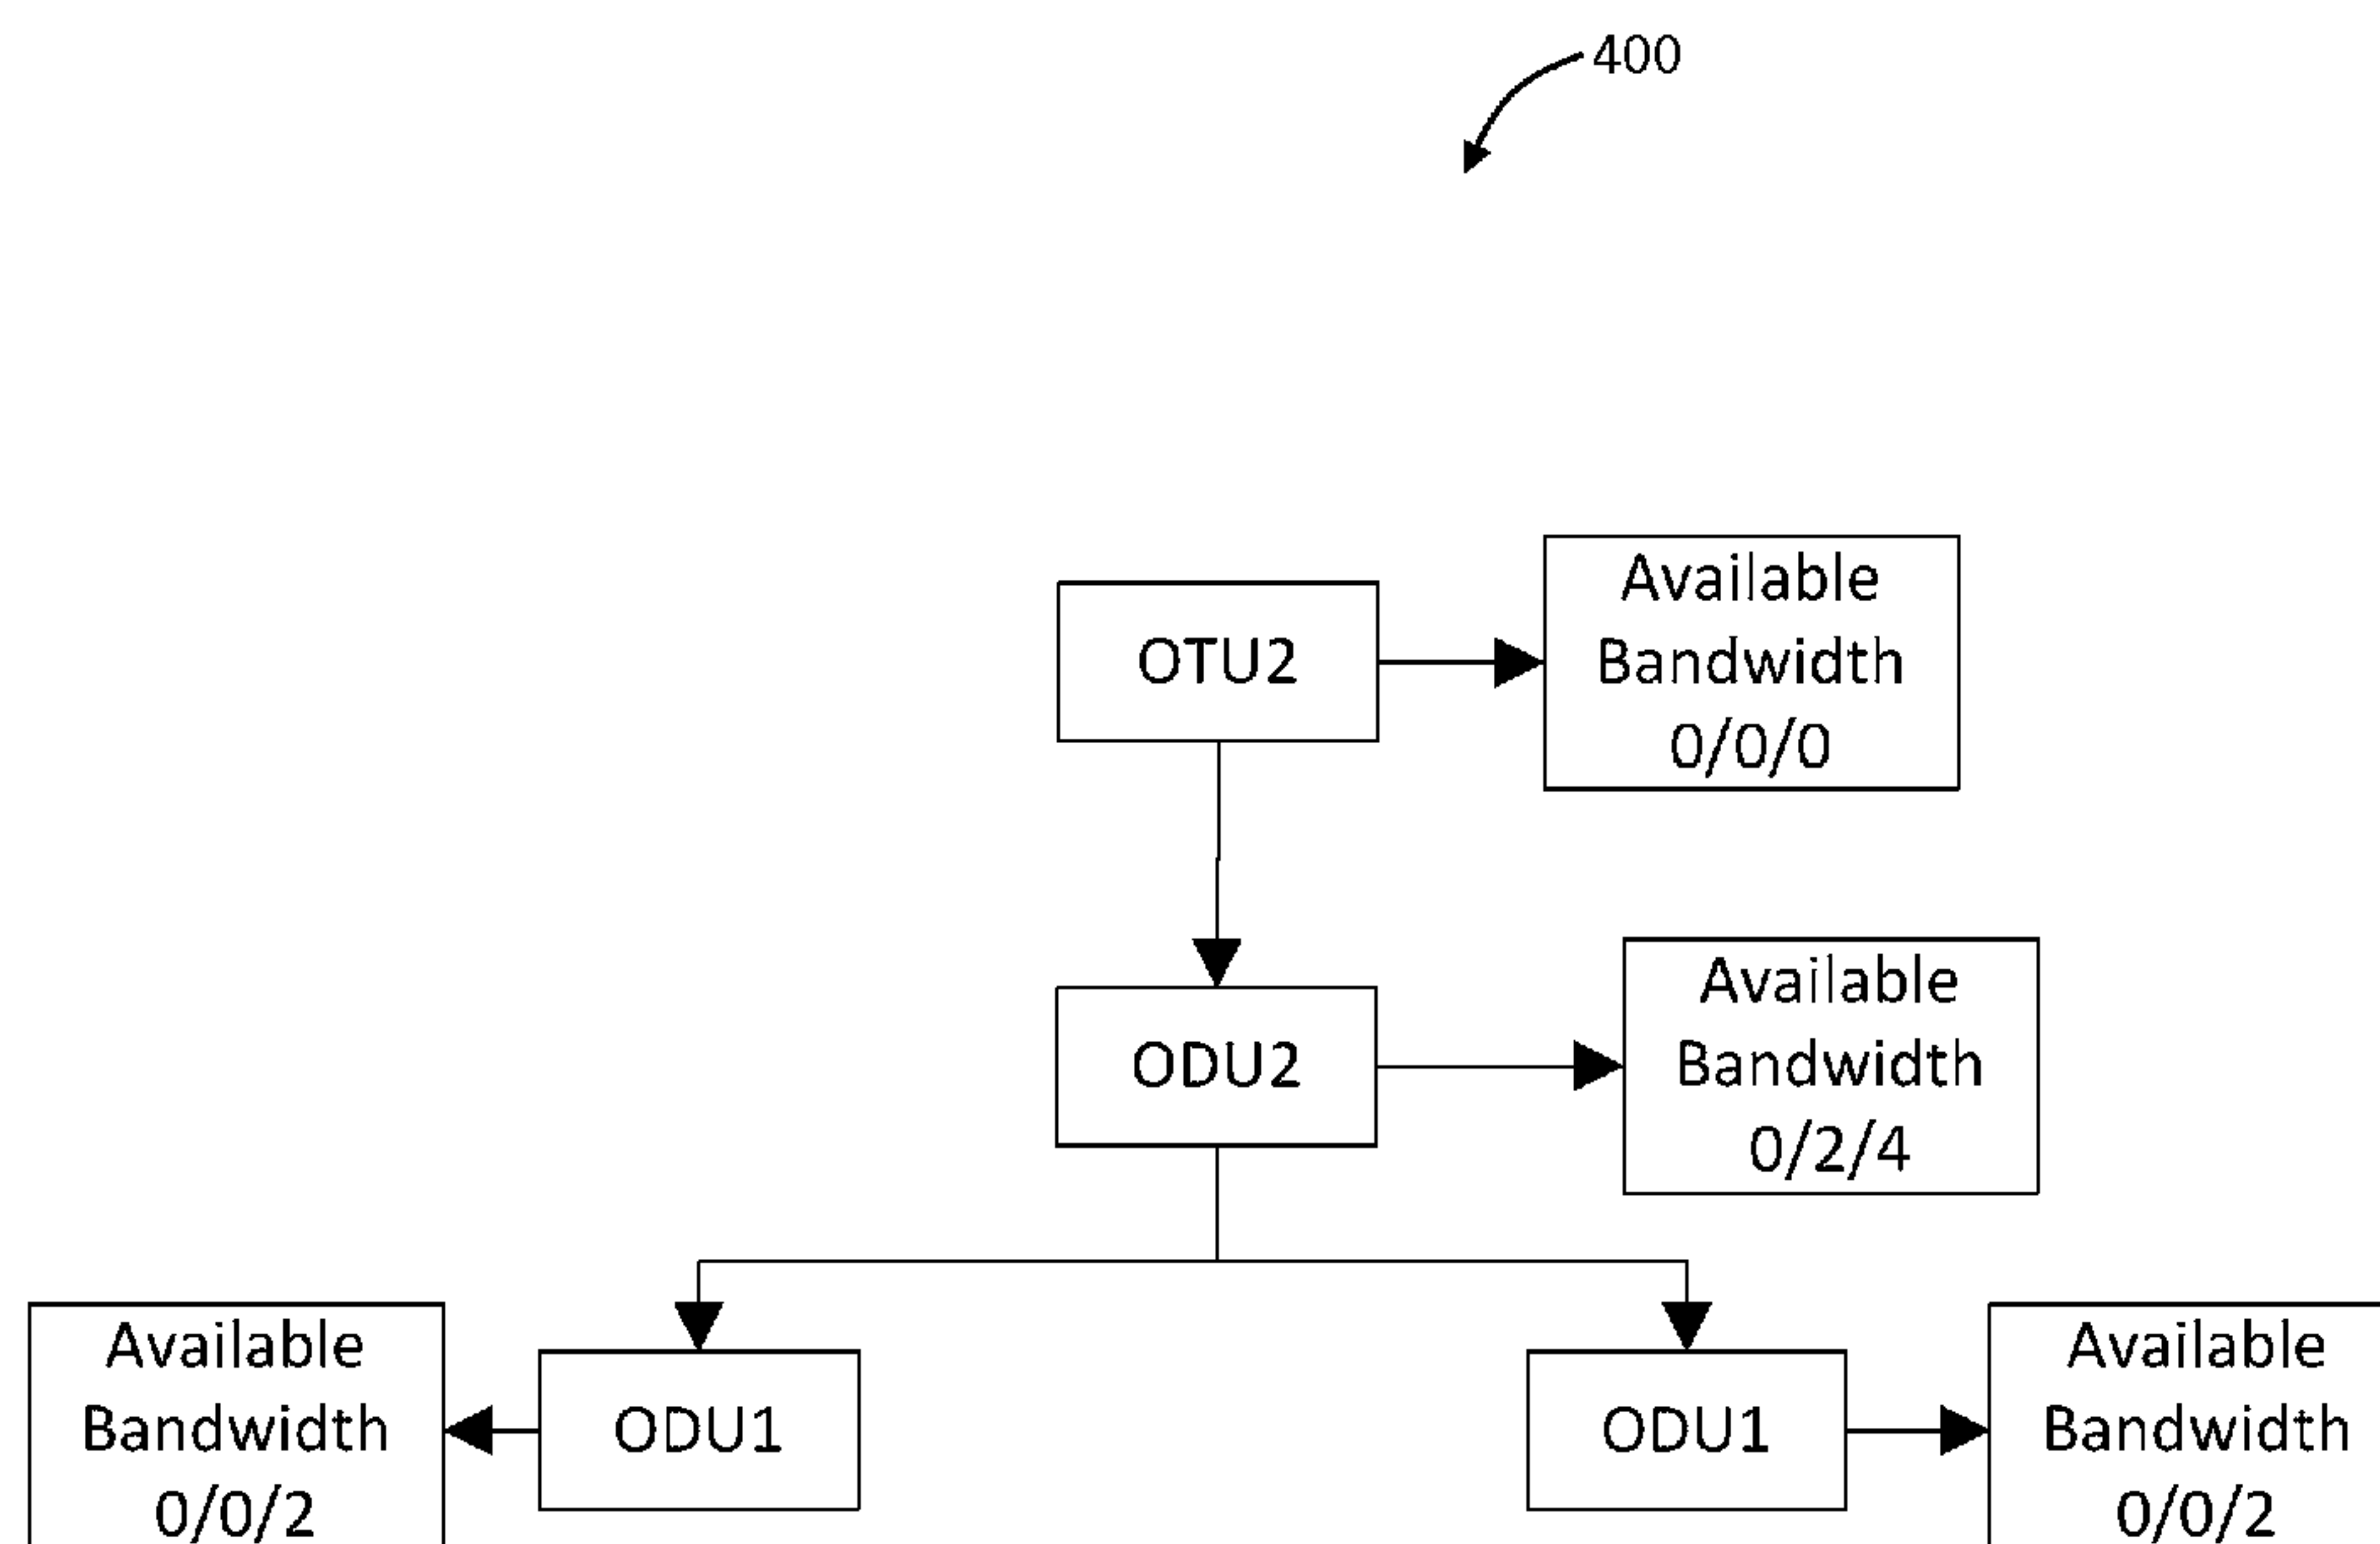 400
OTU2
Available
Bandwidth
0/0/0
ODU2
Available
Bandwidth
0/2/4
Available
Bandwidth
0/0/2
ODU1
ODU1
Available
Bandwidth
0/0/2